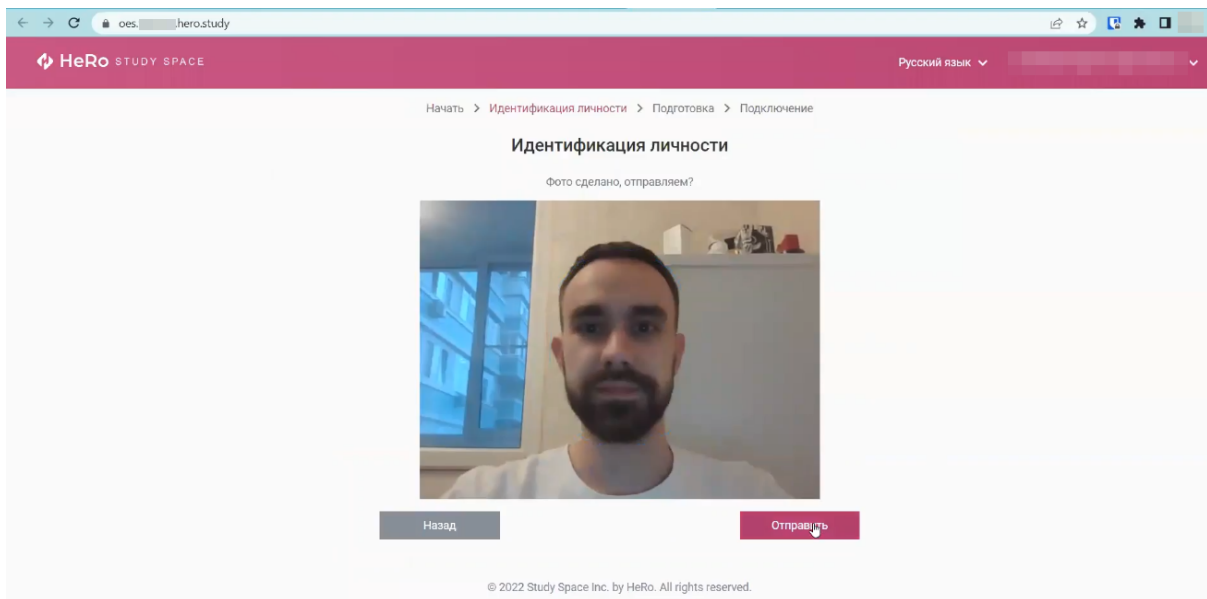 oes. .hero.study
HeRo STUDY SPACE
Русский язык
Начать > Идентификация личности > Подготовка > Подключение
Идентификация личности
Фото сделано, отправляем?
Назад
Отправить
© 2022 Study Space Inc. by HeRo. All rights reserved.